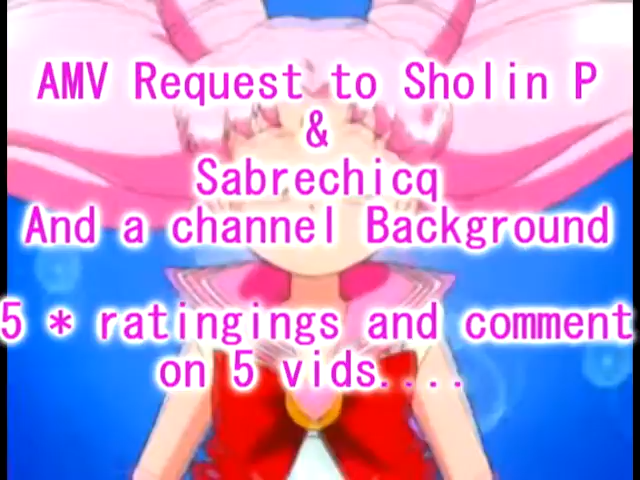 AMV Request to Sholin P
&
Sabrechicq
And a channel Background
5 * ratingings and comment
on 5 vids....